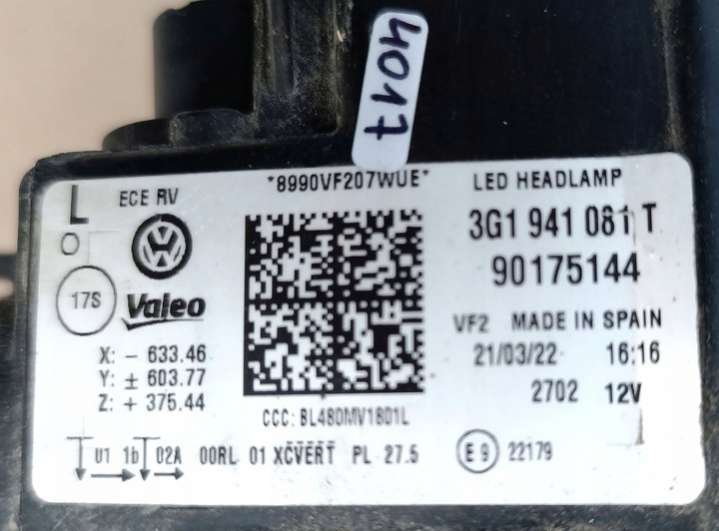 4017
L
ECE RV
*8990VF207WUE*
LED HEADLAMP
3G1 941 081 T
90175144
17S
Valeo
VF2 MADE IN SPAIN
X: - 633.46
Y: ± 603.77
Z: + 375.44
21/03/22 16:16
2702 12V
CCC: BL480MV1801L
01 1b 02A 00RL 01 XCVERT PL 27.5
E9 22179